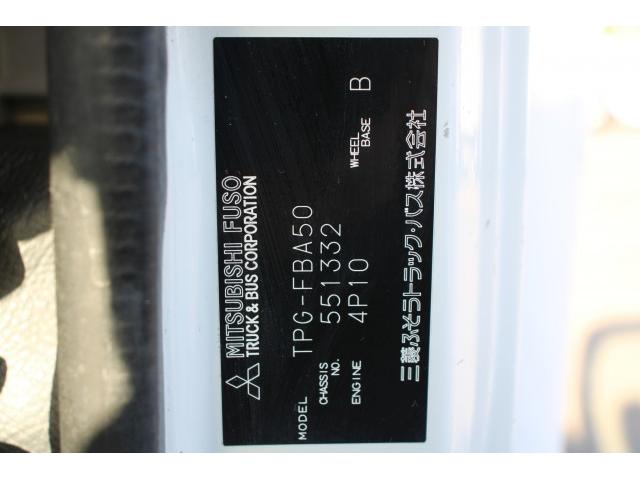 MITSUBISHI FUSO
TRUCK & BUS CORPORATION
MODEL TPG-FBA50
CHASSIS NO. 551332
ENGINE 4P10 WHEEL BASE B
三菱ふそうトラック・バス株式会社